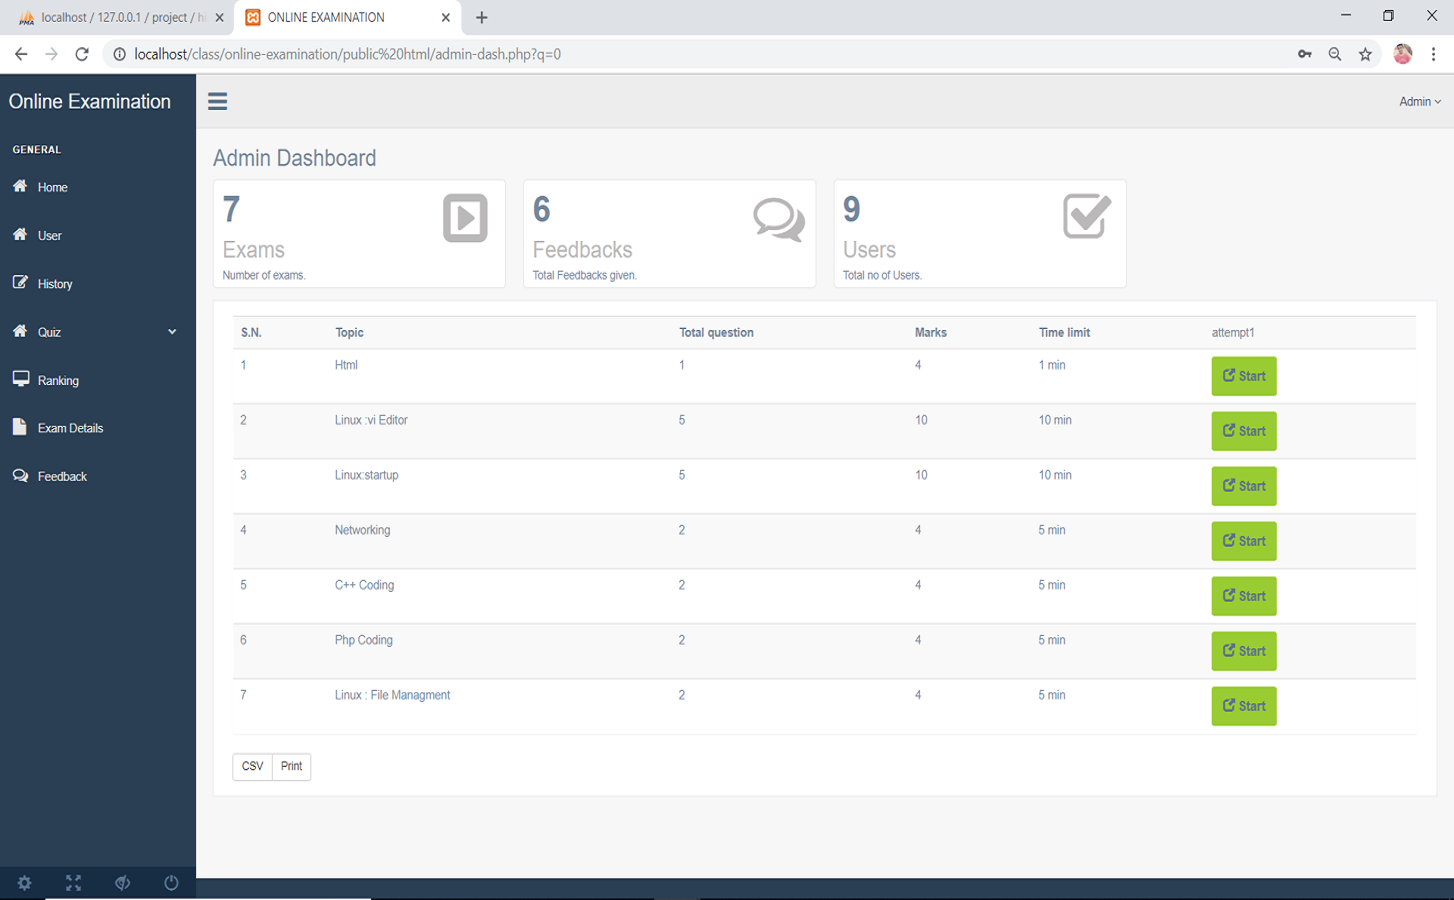 localhost / 127.0.0.1 / project / hi
ONLINE EXAMINATION
localhost/class/online-examination/public%20html/admin-dash.php?q=0
Online Examination
Admin
GENERAL
Home
User
History
Quiz
Ranking
Exam Details
Feedback
Admin Dashboard
7
Exams
Number of exams.
6
Feedbacks
Total Feedbacks given.
9
Users
Total no of Users.
S.N. Topic Total question Marks Time limit attempt1
1 Html 1 4 1 min Start
2 Linux :vi Editor 5 10 10 min Start
3 Linux:startup 5 10 10 min Start
4 Networking 2 4 5 min Start
5 C++ Coding 2 4 5 min Start
6 Php Coding 2 4 5 min Start
7 Linux : File Managment 2 4 5 min Start
CSV Print